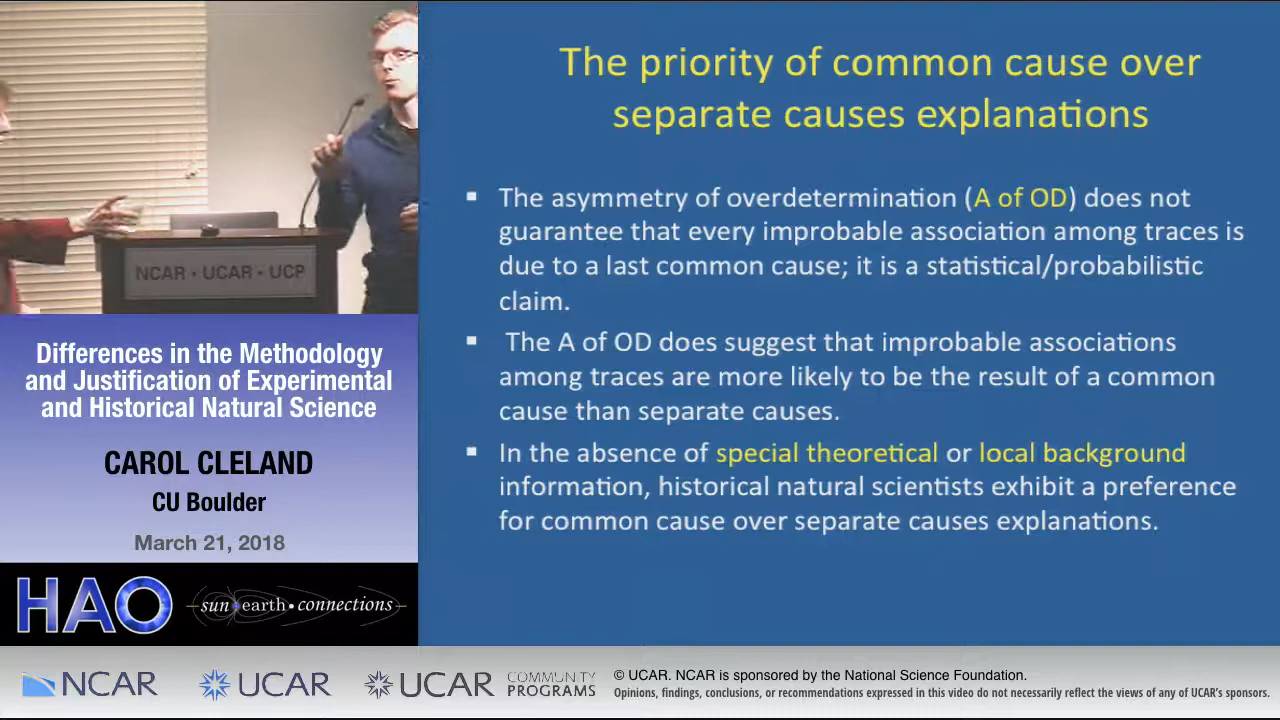 The priority of common cause over
separate causes explanations
▪ The asymmetry of overdetermination (A of OD) does not
guarantee that every improbable association among traces is
due to a last common cause; it is a statistical/probabilistic
claim.
▪ The A of OD does suggest that improbable associations
among traces are more likely to be the result of a common
cause than separate causes.
▪ In the absence of special theoretical or local background
information, historical natural scientists exhibit a preference
for common cause over separate causes explanations.
NCAR • UCAR • UCP
Differences in the Methodology
and Justification of Experimental
and Historical Natural Science
CAROL CLELAND
CU Boulder
March 21, 2018
HAO
sun • earth • connections
NCAR
UCAR
UCAR
COMMUNITY
PROGRAMS
© UCAR. NCAR is sponsored by the National Science Foundation.
Opinions, findings, conclusions, or recommendations expressed in this video do not necessarily reflect the views of any of UCAR's sponsors.